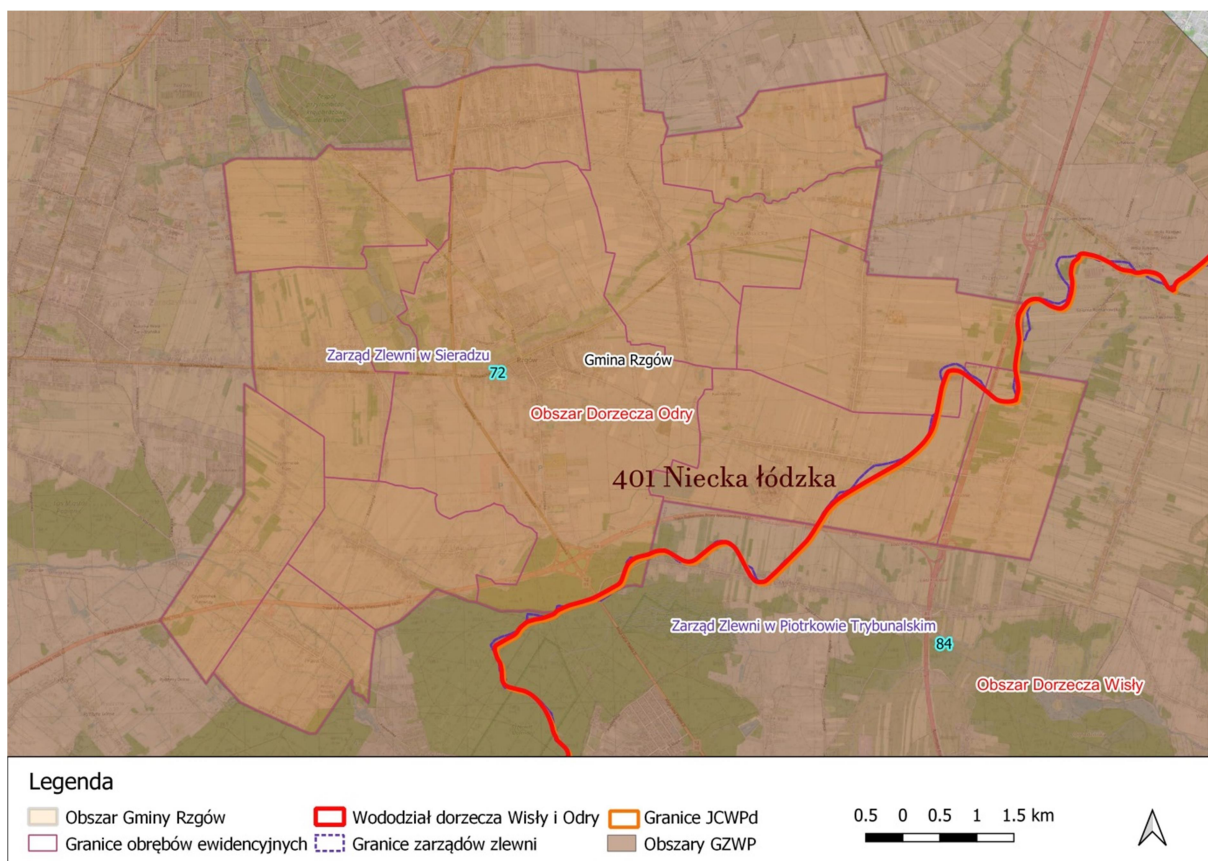 Zarząd Zlewni w Sieradzu
72
Gmina Rzgów
Obszar Dorzecza Odry
401 Niecka łódzka
Zarząd Zlewni w Piotrkowie Trybunalskim
84
Obszar Dorzecza Wisły
Legenda
Obszar Gminy Rzgów
Wododział dorzecza Wisły i Odry
Granice JCWPd
0.5 0 0.5 1 1.5 km
Granice obrębów ewidencyjnych
Granice zarządów zlewni
Obszary GZWP